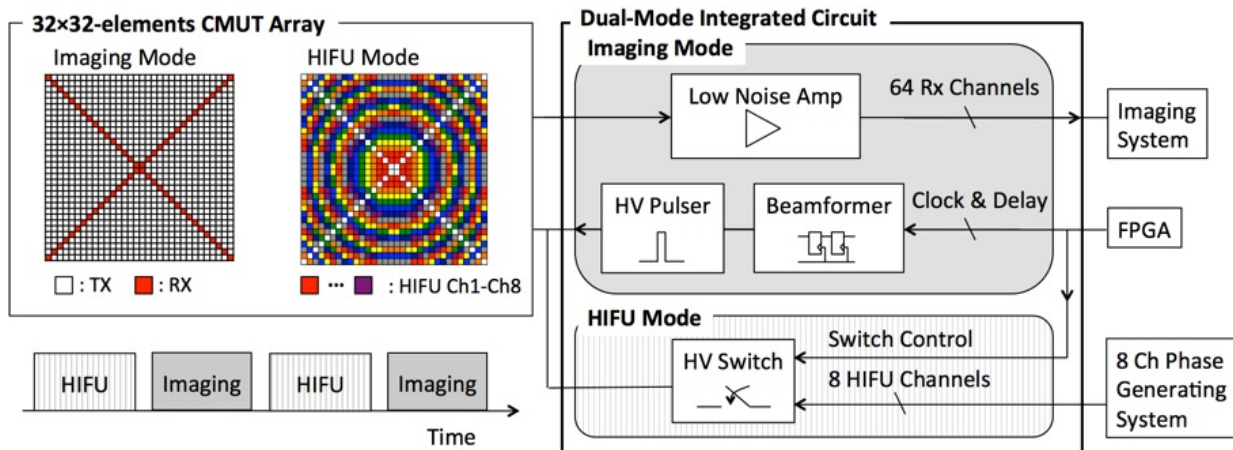 32×32-elements CMUT Array
Imaging Mode
HIFU Mode
: TX
: RX
... : HIFU Ch1-Ch8
HIFU
Imaging
HIFU
Imaging
Time
Dual-Mode Integrated Circuit
Imaging Mode
Low Noise Amp
64 Rx Channels
Imaging
System
HV Pulser
Beamformer
Clock & Delay
FPGA
HIFU Mode
HV Switch
Switch Control
8 HIFU Channels
8 Ch Phase
Generating
System